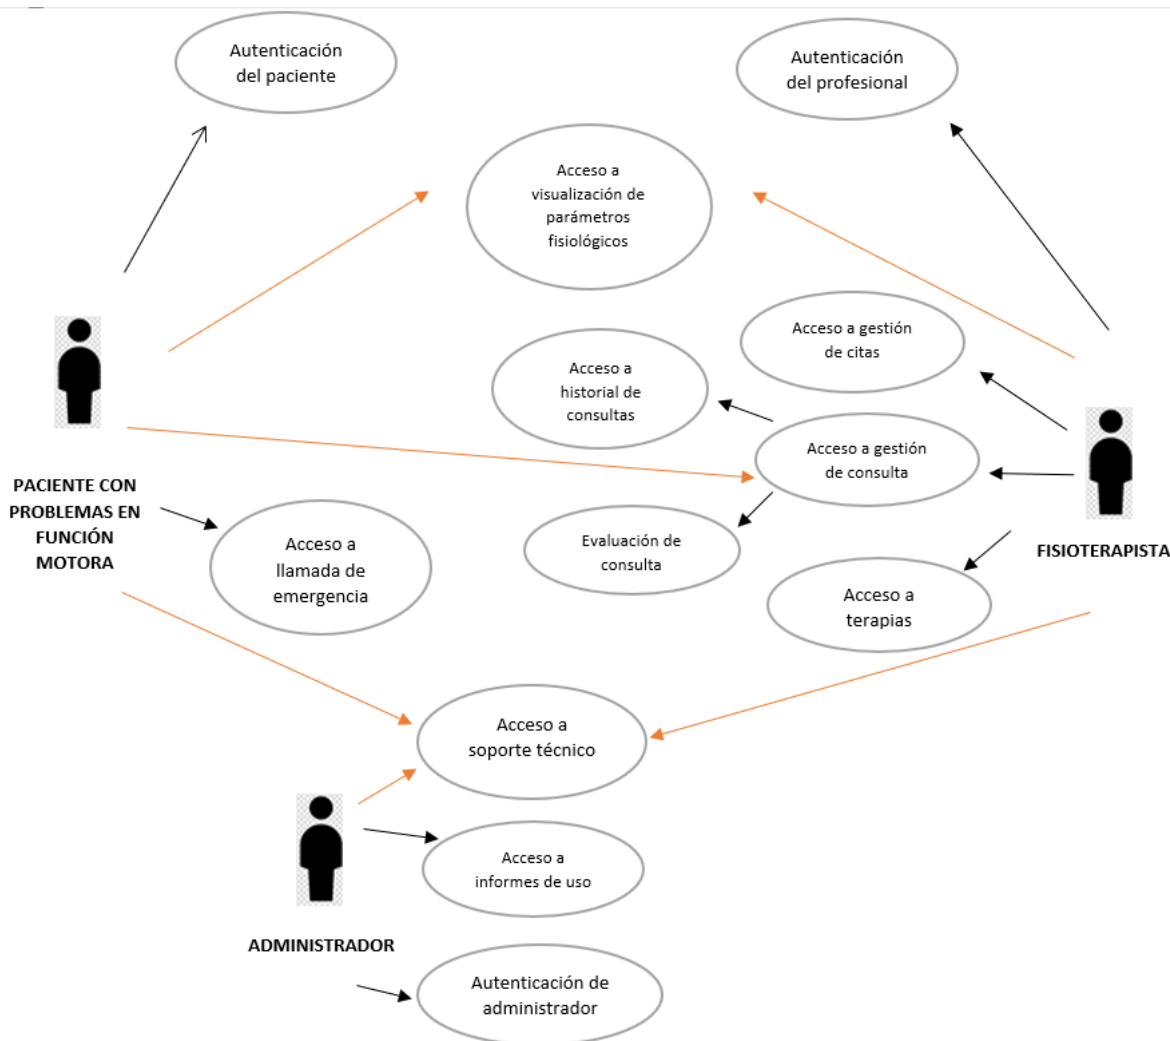 Autenticación
del paciente
Autenticación
del profesional
Acceso a
visualización de
parámetros
fisiológicos
Acceso a gestión
de citas
Acceso a
historial de
consultas
Acceso a gestión
de consulta
PACIENTE CON
PROBLEMAS EN
FUNCIÓN
MOTORA
Acceso a
llamada de
emergencia
Evaluación de
consulta
FISIOTERAPISTA
Acceso a
terapias
Acceso a
soporte técnico
Acceso a
informes de uso
ADMINISTRADOR
Autenticación de
administrador